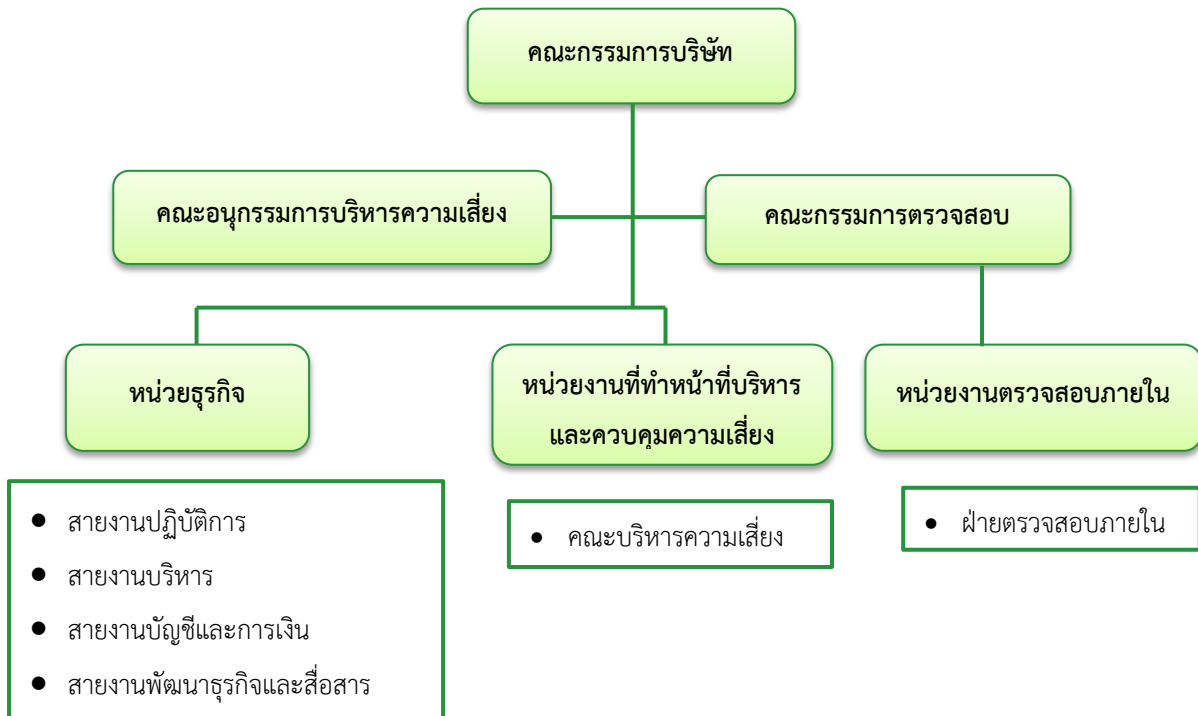 คณะกรรมการบริษัท
คณะอนุกรรมการบริหารความเสี่ยง
คณะกรรมการตรวจสอบ
หน่วยธุรกิจ
หน่วยงานที่ทำหน้าที่บริหาร
และควบคุมความเสี่ยง
หน่วยงานตรวจสอบภายใน
● สายงานปฏิบัติการ
● สายงานบริหาร
● สายงานบัญชีและการเงิน
● สายงานพัฒนาธุรกิจและสื่อสาร
● คณะบริหารความเสี่ยง
● ฝ่ายตรวจสอบภายใน